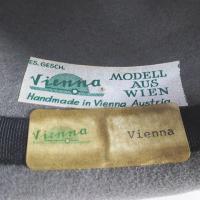 ES. GESCH.
Vienna MODELL
AUS
WIEN
Handmade in Vienna Austria
Vienna Vienna